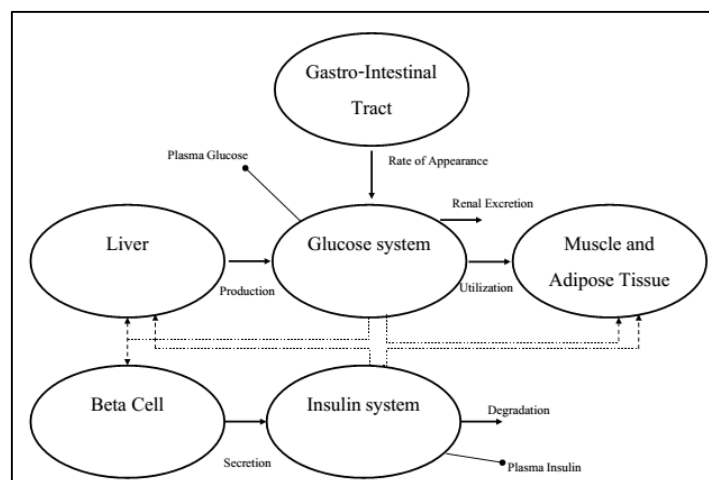 Gastro-Intestinal
Tract
Plasma Glucose
Rate of Appearance
Renal Excretion
Liver
Glucose system
Muscle and
Adipose Tissue
Production
Utilization
Beta Cell
Insulin system
Degradation
Secretion
Plasma Insulin